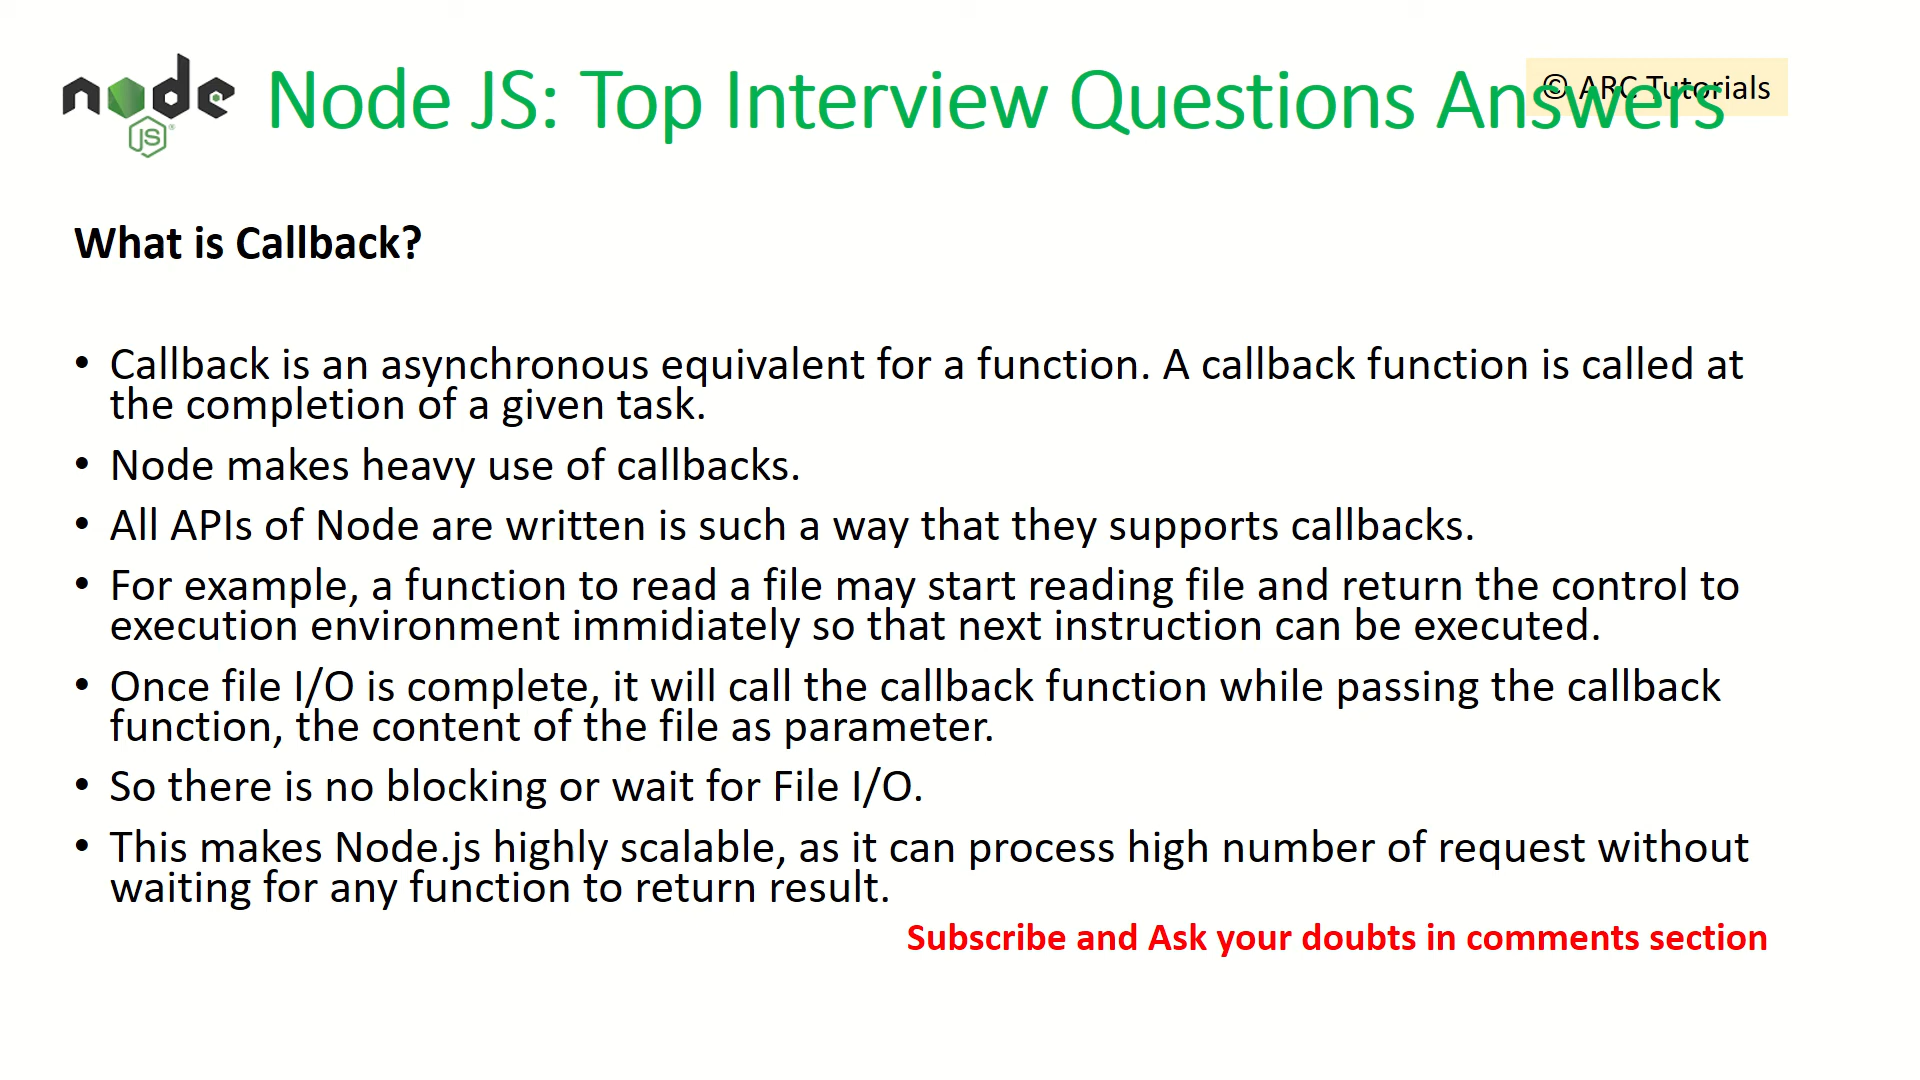 node
JS
Node JS: Top Interview Questions Answers
© ARC Tutorials
What is Callback?
• Callback is an asynchronous equivalent for a function. A callback function is called at
the completion of a given task.
• Node makes heavy use of callbacks.
• All APIs of Node are written is such a way that they supports callbacks.
• For example, a function to read a file may start reading file and return the control to
execution environment immidiately so that next instruction can be executed.
• Once file I/O is complete, it will call the callback function while passing the callback
function, the content of the file as parameter.
• So there is no blocking or wait for File I/O.
• This makes Node.js highly scalable, as it can process high number of request without
waiting for any function to return result.
Subscribe and Ask your doubts in comments section